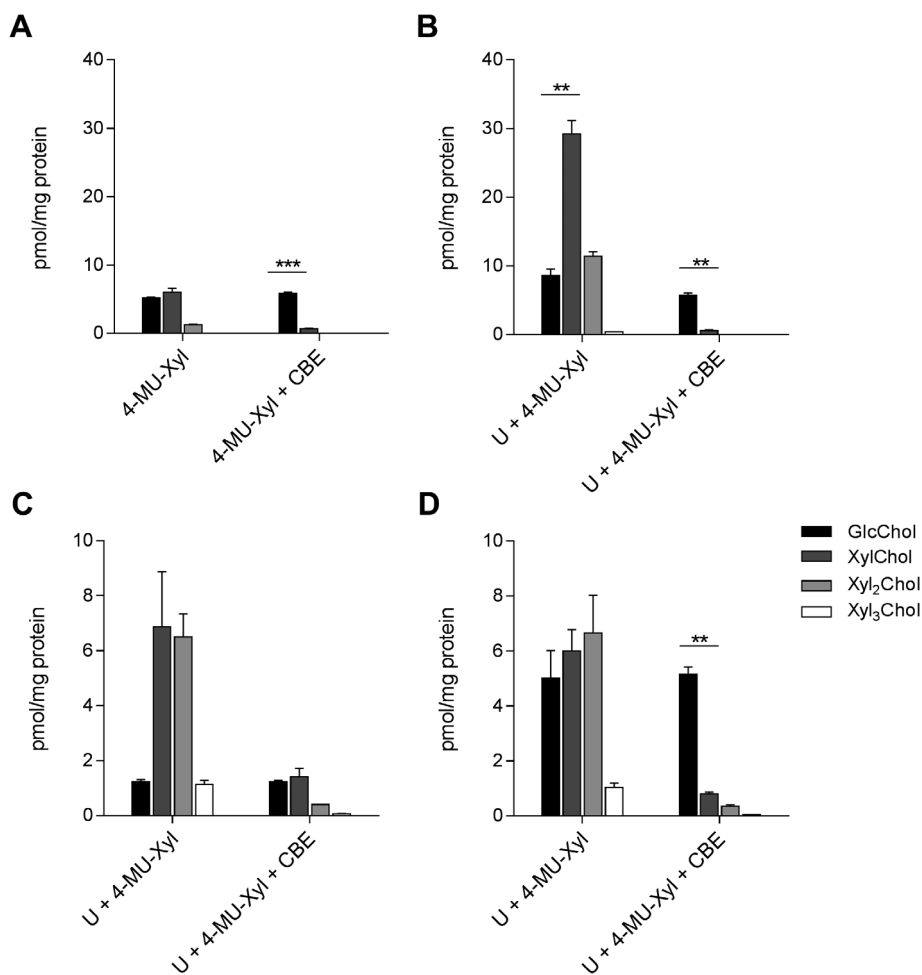 A
pmol/mg protein
40
30
20
10
0
***
4-MU-Xyl
4-MU-Xyl + CBE
B
pmol/mg protein
40
30
20
10
0
**
**
U + 4-MU-Xyl
U + 4-MU-Xyl + CBE
C
pmol/mg protein
10
8
6
4
2
0
U + 4-MU-Xyl
U + 4-MU-Xyl + CBE
D
pmol/mg protein
10
8
6
4
2
0
**
U + 4-MU-Xyl
U + 4-MU-Xyl + CBE
GlcChol
XylChol
Xyl₂Chol
Xyl₃Chol